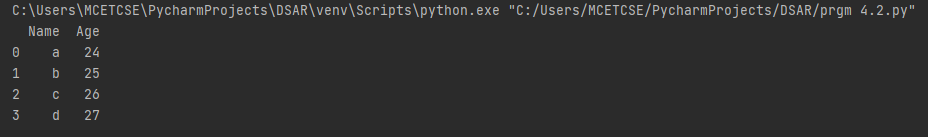 C:\Users\MCETCSE\PycharmProjects\DSAR\venv\Scripts\python.exe "C:/Users/MCETCSE/PycharmProjects/DSAR/prgm 4.2.py"
  Name  Age
0    a   24
1    b   25
2    c   26
3    d   27